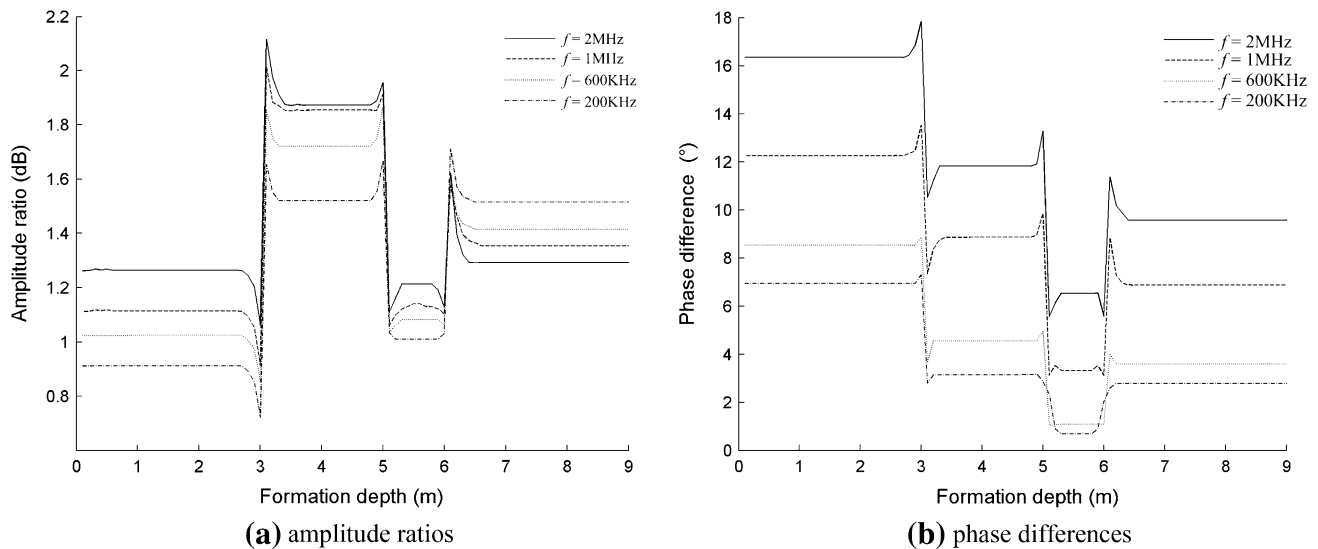 2.2
2
1.8
1.6
1.4
1.2
1
0.8
Amplitude ratio (dB)
f = 2MHz
f = 1MHz
f − 600KHz
f = 200KHz
0 1 2 3 4 5 6 7 8 9
Formation depth (m)
(a) amplitude ratios
18
16
14
12
10
8
6
4
2
0
Phase difference (°)
f = 2MHz
f = 1MHz
f = 600KHz
f = 200KHz
0 1 2 3 4 5 6 7 8 9
Formation depth (m)
(b) phase differences